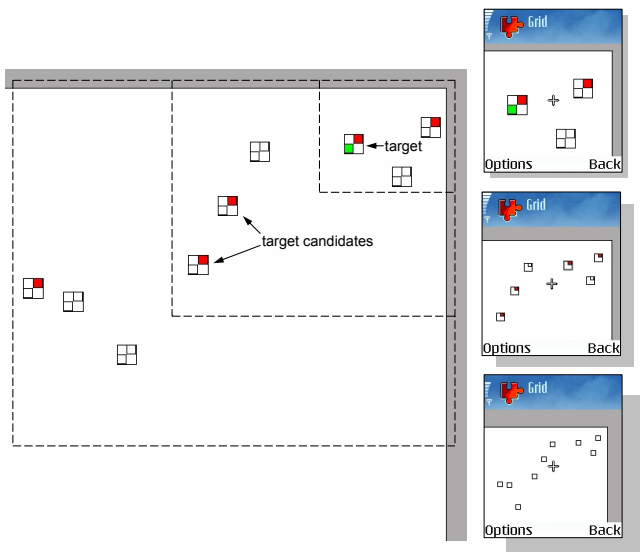 target
target candidates
Grid
Options Back
Grid
Options Back
Grid
Options Back